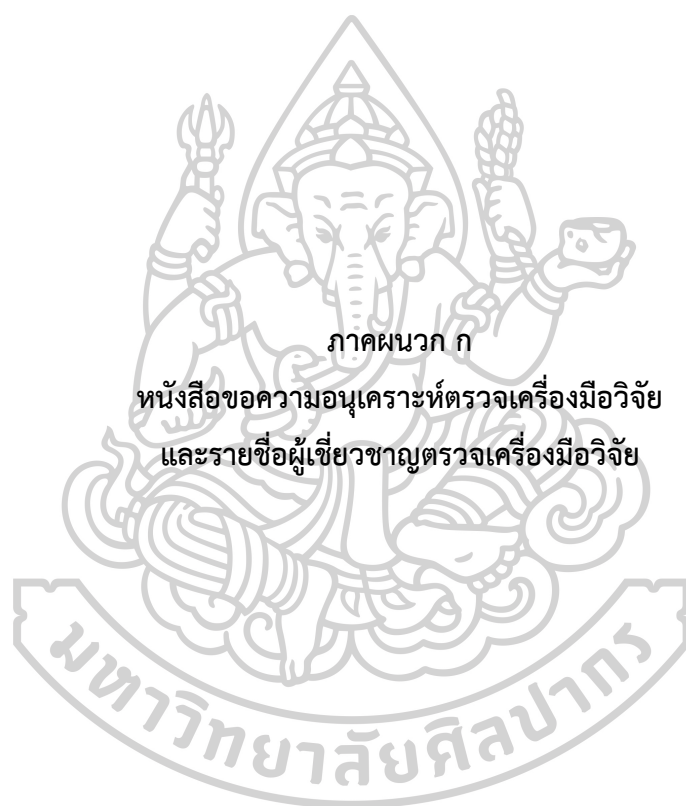 ภาคผนวก ก
หนังสือขอความอนุเคราะห์ตรวจเครื่องมือวิจัย
และรายชื่อผู้เชี่ยวชาญตรวจเครื่องมือวิจัย
มหาวิทยาลัยศิลปากร